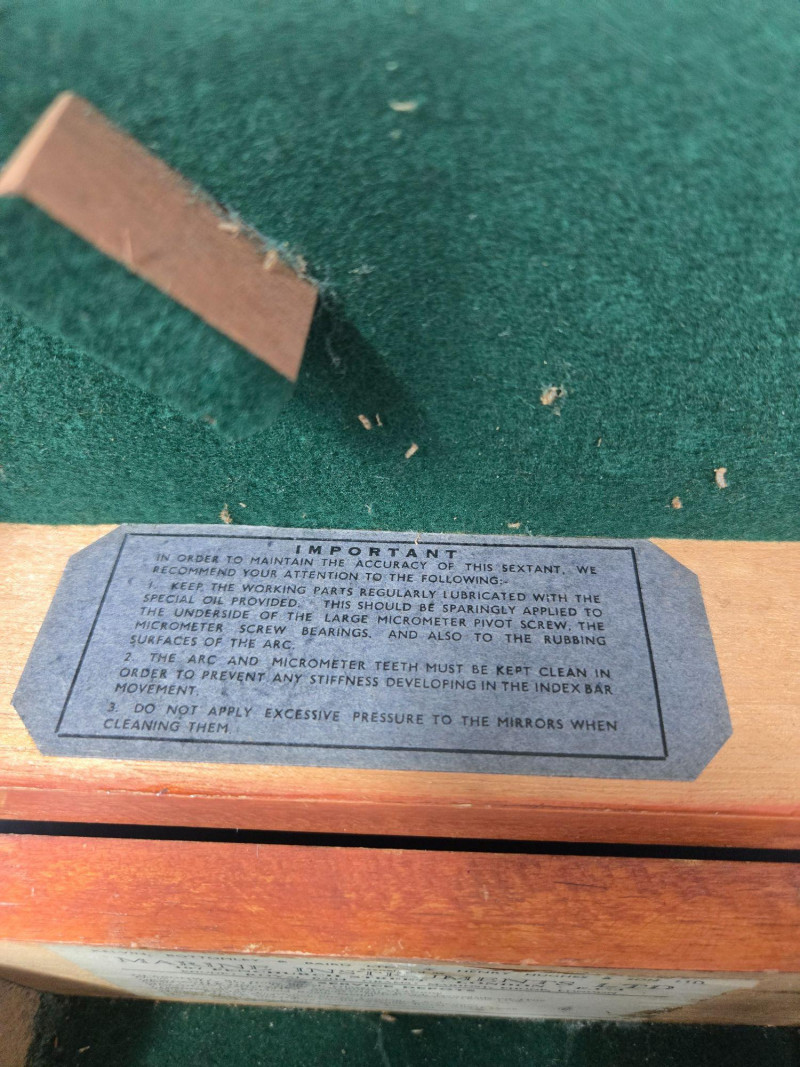 IMPORTANT
IN ORDER TO MAINTAIN THE ACCURACY OF THIS SEXTANT, WE
RECOMMEND YOUR ATTENTION TO THE FOLLOWING:-
1. KEEP THE WORKING PARTS REGULARLY LUBRICATED WITH THE
SPECIAL OIL PROVIDED. THIS SHOULD BE SPARINGLY APPLIED TO
THE UNDERSIDE OF THE LARGE MICROMETER PIVOT SCREW, THE
MICROMETER SCREW BEARINGS, AND ALSO TO THE RUBBING
SURFACES OF THE ARC.
2. THE ARC AND MICROMETER TEETH MUST BE KEPT CLEAN IN
ORDER TO PREVENT ANY STIFFNESS DEVELOPING IN THE INDEX BAR
MOVEMENT.
3. DO NOT APPLY EXCESSIVE PRESSURE TO THE MIRRORS WHEN
CLEANING THEM.
MARINE INSTRUMENTS LTD